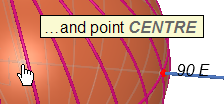 ...and point CENTRE
90 E